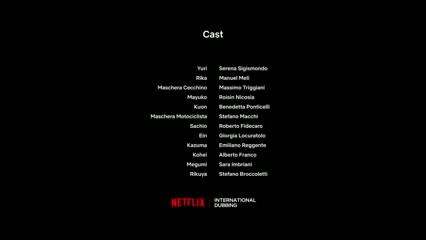 Cast
Yuri Serena Sigismondo
Rika Manuel Meli
Maschera Cecchino Massimo Triggiani
Mayuko Roisin Nicosia
Kuon Benedetta Ponticelli
Maschera Motociclista Stefano Macchi
Sachio Roberto Fidecaro
Ein Giorgia Locuratolo
Kazuma Emiliano Reggente
Kohei Alberto Franco
Megumi Sara Imbriani
Rikuya Stefano Broccoletti
NETFLIX INTERNATIONAL
DUBBING